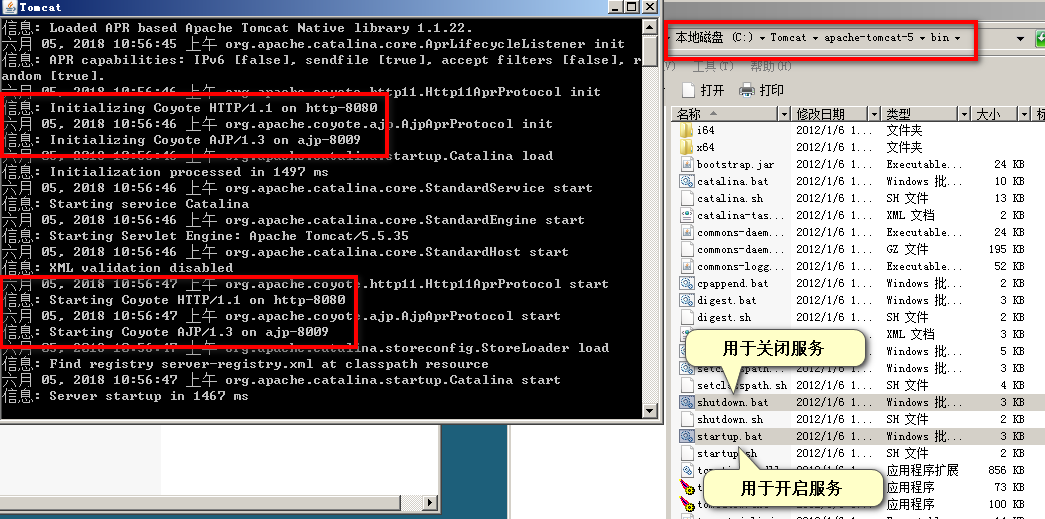 Tomcat
信息: Loaded APR based Apache Tomcat Native library 1.1.22.
六月 05, 2018 10:56:45 上午 org.apache.catalina.core.AprLifecycleListener init
信息: APR capabilities: IPv6 [false], sendfile [true], accept filters [false], r
andom [true].
六月 05, 2018 10:56:46 上午 org.apache.coyote.http11.Http11AprProtocol init
信息: Initializing Coyote HTTP/1.1 on http-8080
六月 05, 2018 10:56:46 上午 org.apache.coyote.ajp.AjpAprProtocol init
信息: Initializing Coyote AJP/1.3 on ajp-8009
六月 05, 2018 10:56:46 上午 org.apache.catalina.startup.Catalina load
信息: Initialization processed in 1497 ms
六月 05, 2018 10:56:46 上午 org.apache.catalina.core.StandardService start
信息: Starting service Catalina
六月 05, 2018 10:56:46 上午 org.apache.catalina.core.StandardEngine start
信息: Starting Servlet Engine: Apache Tomcat/5.5.35
六月 05, 2018 10:56:46 上午 org.apache.catalina.core.StandardHost start
信息: XML validation disabled
六月 05, 2018 10:56:47 上午 org.apache.coyote.http11.Http11AprProtocol start
信息: Starting Coyote HTTP/1.1 on http-8080
六月 05, 2018 10:56:47 上午 org.apache.coyote.ajp.AjpAprProtocol start
信息: Starting Coyote AJP/1.3 on ajp-8009
六月 05, 2018 10:56:47 上午 org.apache.catalina.storeconfig.StoreLoader load
信息: Find registry server-registry.xml at classpath resource
六月 05, 2018 10:56:47 上午 org.apache.catalina.startup.Catalina start
信息: Server startup in 1467 ms
本地磁盘 (C:) Tomcat apache-tomcat-5 bin
工具(T) 帮助(H)
打开 打印
名称 修改日期 类型 大小 标
i64 2012/1/6 1... 文件夹
x64 2012/1/6 1... 文件夹
bootstrap.jar 2012/1/6 1... Executable... 24 KB
catalina.bat 2012/1/6 1... Windows 批... 10 KB
catalina.sh 2012/1/6 1... SH 文件 13 KB
catalina-tas... 2012/1/6 1... XML 文档 2 KB
commons-daem... 2012/1/6 1... Executable... 24 KB
commons-daem... 2012/1/6 1... GZ 文件 195 KB
commons-logg... 2012/1/6 1... Executable... 52 KB
cpappend.bat 2012/1/6 1... Windows 批... 2 KB
digest.bat 2012/1/6 1... Windows 批... 3 KB
digest.sh 2012/1/6 1... SH 文件 2 KB
XML 文档 3 KB
用于关闭服务
Windows 批... 5 KB
setclasspath.bat 2012/1/6 1... Windows 批... 3 KB
setclasspath.sh 2012/1/6 1... SH 文件 4 KB
shutdown.bat 2012/1/6 1... Windows 批... 3 KB
shutdown.sh 2012/1/6 1... SH 文件 2 KB
startup.bat 2012/1/6 1... Windows 批... 3 KB
startup.sh 2012/1/6 1... SH 文件 2 KB
2012/1/6 1... 应用程序扩展 856 KB
用于开启服务
应用程序 73 KB
应用程序 100 KB